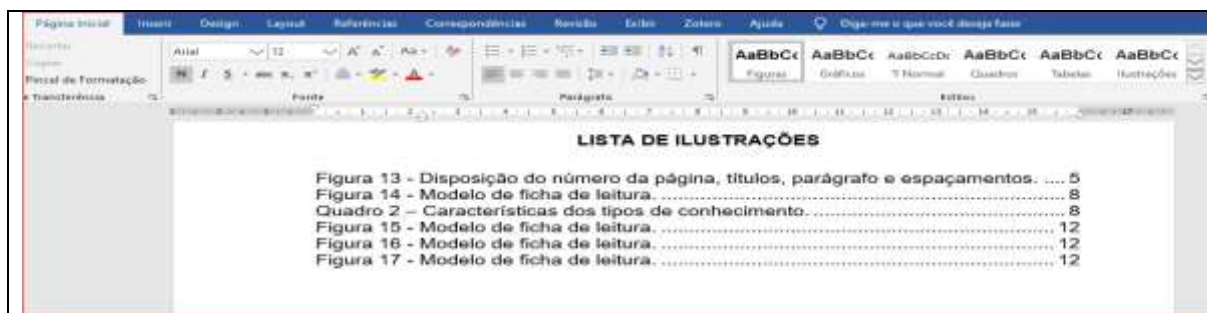 Página Inicial Inserir Design Layout Referências Correspondências Revisão Exibir Zotero Ajuda Diga-me o que você deseja fazer
Arial 12
AaBbCc AaBbCc AaBbCcDc AaBbCc AaBbCc AaBbCc
Pincel de Formatação N I S Figuras Gráficos ¶ Normal Quadros Tabelas Ilustrações
Transferência Fonte Parágrafo Estilos
LISTA DE ILUSTRAÇÕES
Figura 13 - Disposição do número da página, títulos, parágrafo e espaçamentos. .... 5
Figura 14 - Modelo de ficha de leitura. ............................................................ 8
Quadro 2 – Características dos tipos de conhecimento. ..................................... 8
Figura 15 - Modelo de ficha de leitura. ........................................................... 12
Figura 16 - Modelo de ficha de leitura. ........................................................... 12
Figura 17 - Modelo de ficha de leitura. ........................................................... 12